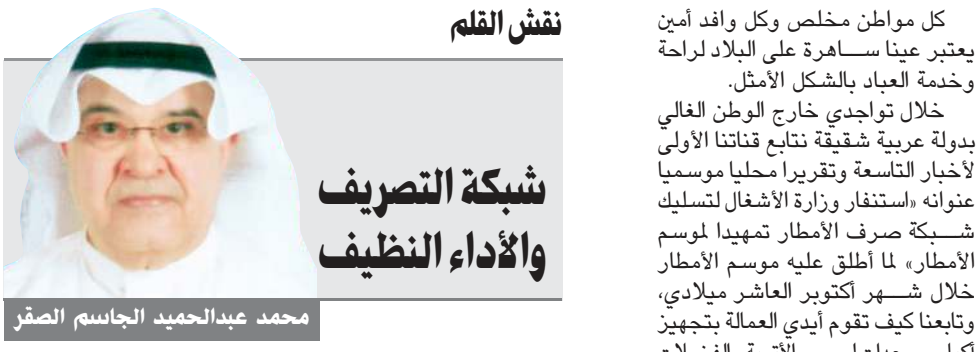 نقش القلم
شبكة التصريف
والأداء النظيف
محمد عبدالحميد الجاسم الصقر
كل مواطن مخلص وكل وافد أمين
يعتبر عينا ساهرة على البلاد لراحة
وخدمة العباد بالشكل الأمثل.
خلال تواجدي خارج الوطن الغالي
بدولة عربية شقيقة نتابع قناتنا الأولى
لأخبار التاسعة وتقريرا محليا موسميا
عنوانه «استنفار وزارة الأشغال لتسليك
شبكة صرف الأمطار تمهيدا لموسم
الأمطار» لما أطلق عليه موسم الأمطار
خلال شهر أكتوبر العاشر ميلادي،
وتابعنا كيف تقوم أيدي العمالة بتجهيز